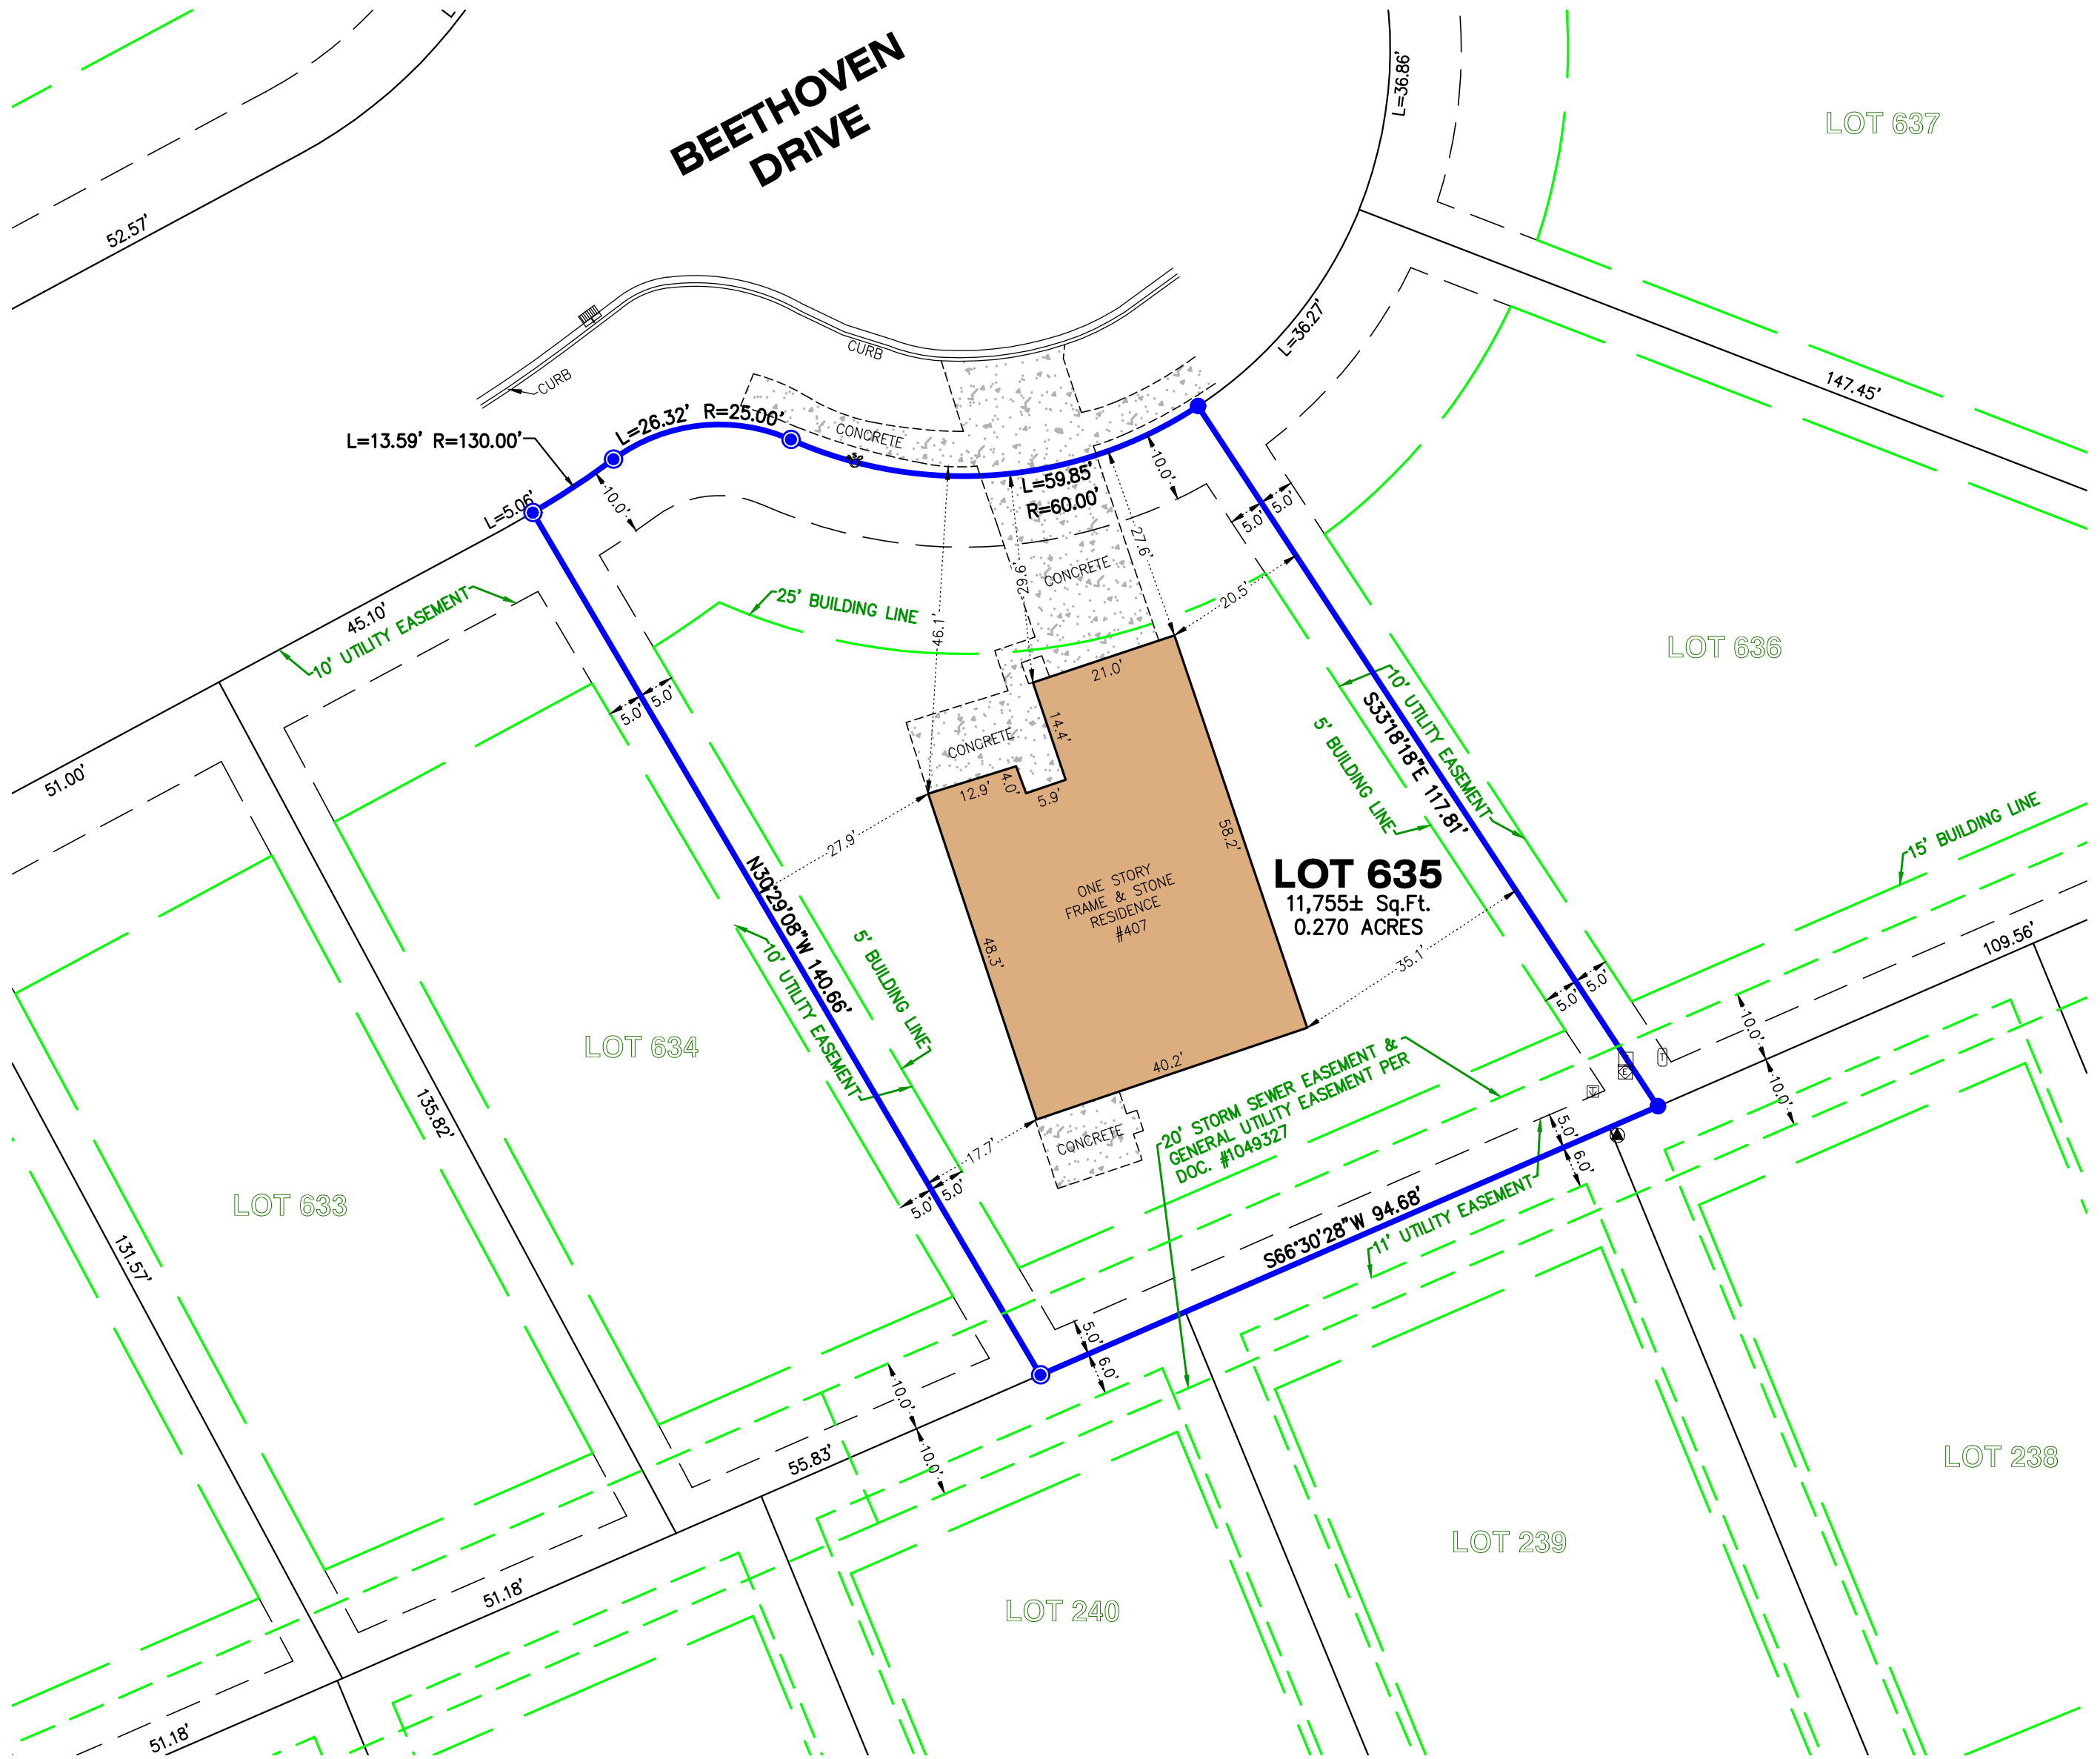 BEETHOVEN
DRIVE
L=36.86'
LOT 637
52.57'
L=36.27'
CURB
CURB
147.45'
L=26.32' R=25.00'
L=13.59' R=130.00'
CONCRETE
L=59.85'
R=60.00'
L=5.06'
10.0'
10.0'
5.0'
5.0'
27.6'
29.6'
46.1'
CONCRETE
20.5'
10' UTILITY EASEMENT
45.10'
25' BUILDING LINE
LOT 636
5.0'
5.0'
21.0'
14.4'
CONCRETE
12.9'
4.0'
5.9'
10' UTILITY EASEMENT
S33°18'18"E 117.81'
5' BUILDING LINE
51.00'
27.9'
58.2'
15' BUILDING LINE
ONE STORY
FRAME & STONE
RESIDENCE
#407
LOT 635
11,755± Sq.Ft.
0.270 ACRES
N30°29'08"W 140.66'
5' BUILDING LINE
10' UTILITY EASEMENT
48.3'
35.1'
109.56'
5.0'
5.0'
LOT 634
10.0'
10.0'
T
E
T
40.2'
20' STORM SEWER EASEMENT &
GENERAL UTILITY EASEMENT PER
DOC. #1049327
CONCRETE
17.7'
5.0'
5.0'
5.0'
6.0'
135.82'
LOT 633
131.57'
S66°30'28"W 94.68'
11' UTILITY EASEMENT
5.0'
6.0'
10.0'
10.0'
55.83'
LOT 238
LOT 239
51.18'
LOT 240
51.18'